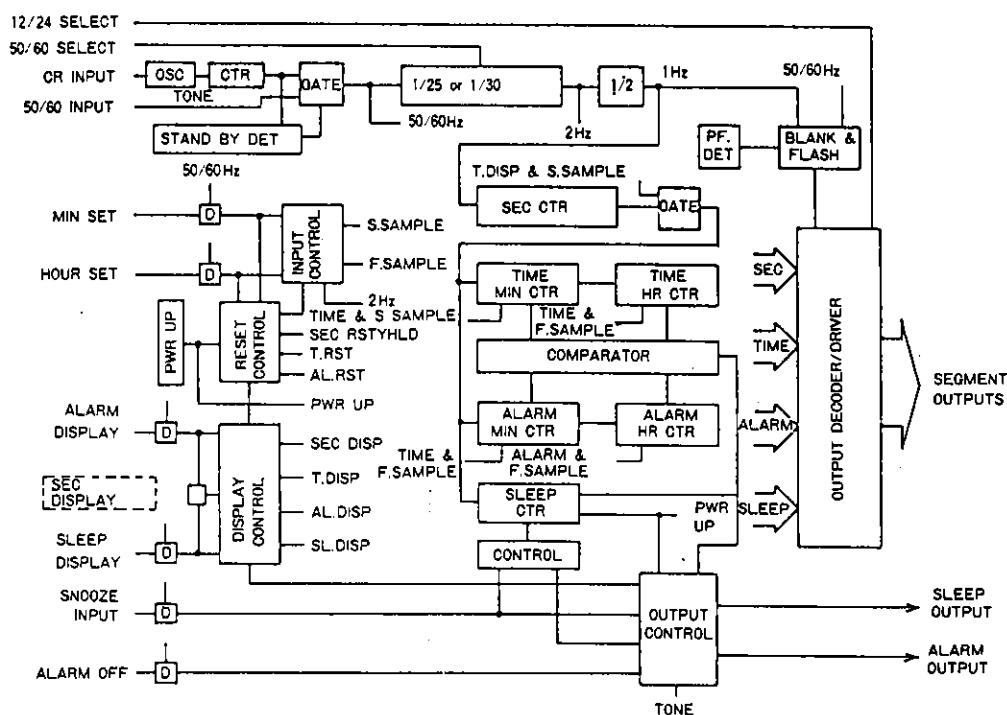 12/24 SELECT
50/60 SELECT
CR INPUT
OSC
CTR
GATE
1/25 or 1/30
1/2
1Hz
50/60Hz
TONE
50/60 INPUT
STAND BY DET
50/60Hz
2Hz
PF.
DET
BLANK &
FLASH
50/60Hz
T.DISP & S.SAMPLE
SEC CTR
GATE
MIN SET
D
INPUT
CONTROL
S.SAMPLE
F.SAMPLE
HOUR SET
D
2Hz
TIME & S SAMPLE
SEC RSTYHLD
T.RST
AL.RST
PWR UP
RESET
CONTROL
PWR UP
TIME
MIN CTR
TIME
HR CTR
TIME &
F.SAMPLE
COMPARATOR
ALARM
MIN CTR
ALARM
HR CTR
TIME &
F.SAMPLE
ALARM &
F.SAMPLE
SEC
TIME
ALARM
SLEEP
OUTPUT DECODER/DRIVER
SEGMENT
OUTPUTS
ALARM
DISPLAY
D
SEC
DISPLAY
SLEEP
DISPLAY
D
DISPLAY
CONTROL
SEC DISP
T.DISP
AL.DISP
SL.DISP
SLEEP
CTR
PWR
UP
CONTROL
SNOOZE
INPUT
D
OUTPUT
CONTROL
SLEEP
OUTPUT
ALARM OFF
D
ALARM
OUTPUT
TONE